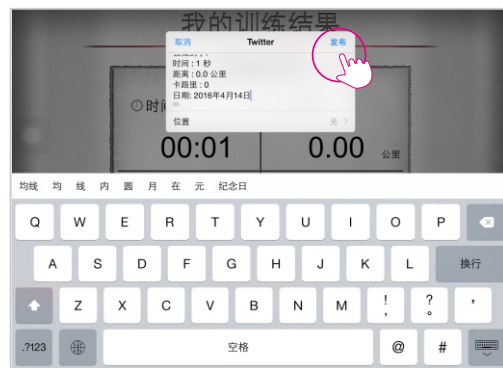 我的训练结果
取消 Twitter 发布
时间 : 1 秒
距离 : 0.0 公里
卡路里 : 0
日期: 2016年4月14日
位置 无
时间
00:01 0.00 公里
均线 均 线 内 圆 月 在 元 纪念日
Q W E R T Y U I O P
A S D F G H J K L 换行
Z X C V B N M ! , ? 。 ,
.?123 空格 @ #